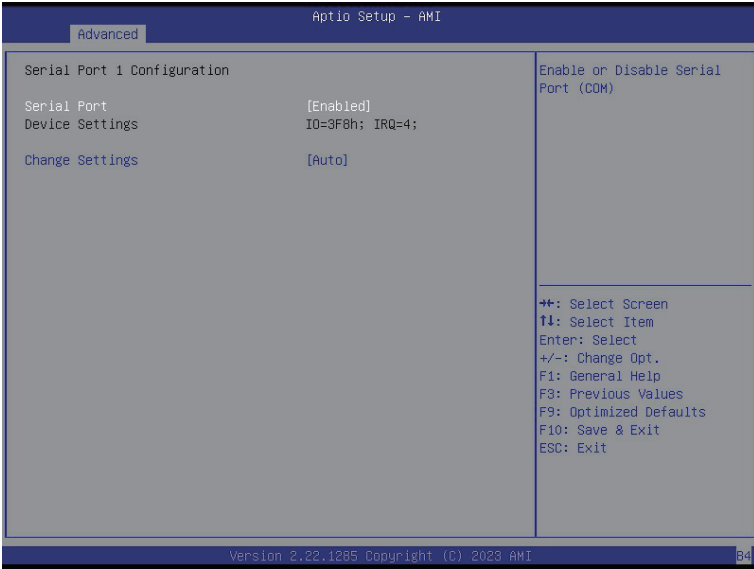 Aptio Setup – AMI
Advanced
Serial Port 1 Configuration
Serial Port [Enabled]
Device Settings IO=3F8h; IRQ=4;
Change Settings [Auto]
Enable or Disable Serial
Port (COM)
→←: Select Screen
↑↓: Select Item
Enter: Select
+/-: Change Opt.
F1: General Help
F3: Previous Values
F9: Optimized Defaults
F10: Save & Exit
ESC: Exit
Version 2.22.1285 Copyright (C) 2023 AMI
B4